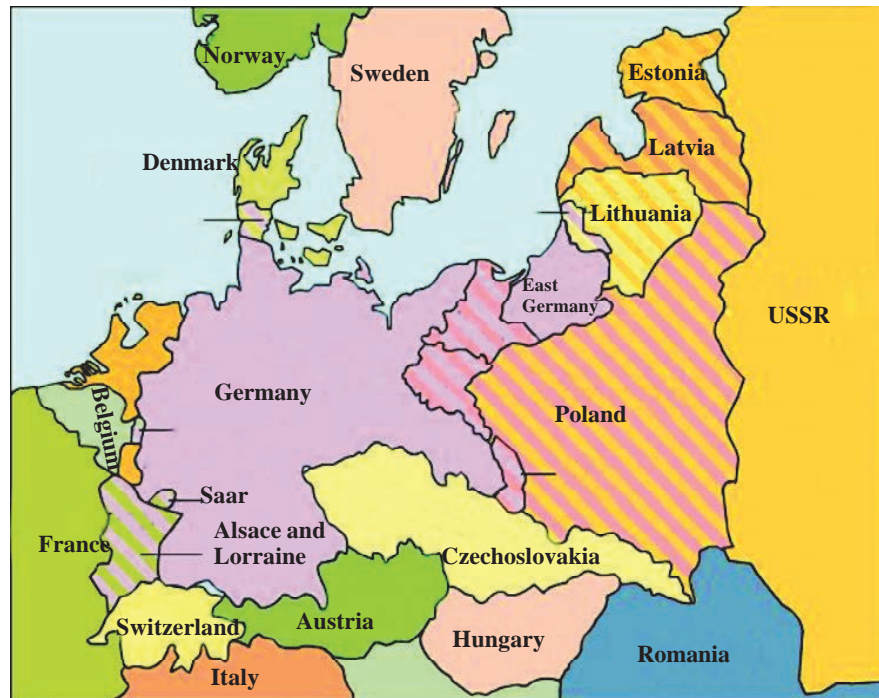 Norway
Sweden
Estonia
Latvia
Denmark
Lithuania
East
Germany
USSR
Germany
Belgium
Poland
Saar
France
Alsace and
Lorraine
Czechoslovakia
Switzerland
Austria
Hungary
Romania
Italy